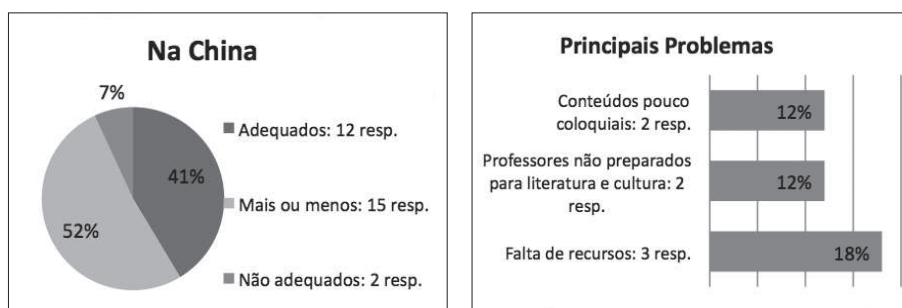 Na China
7%
Adequados: 12 resp.
41%
Mais ou menos: 15 resp.
52%
Não adequados: 2 resp.
Principais Problemas
Conteúdos pouco
coloquiais: 2 resp.
12%
Professores não preparados
para literatura e cultura: 2
resp.
12%
Falta de recursos: 3 resp.
18%